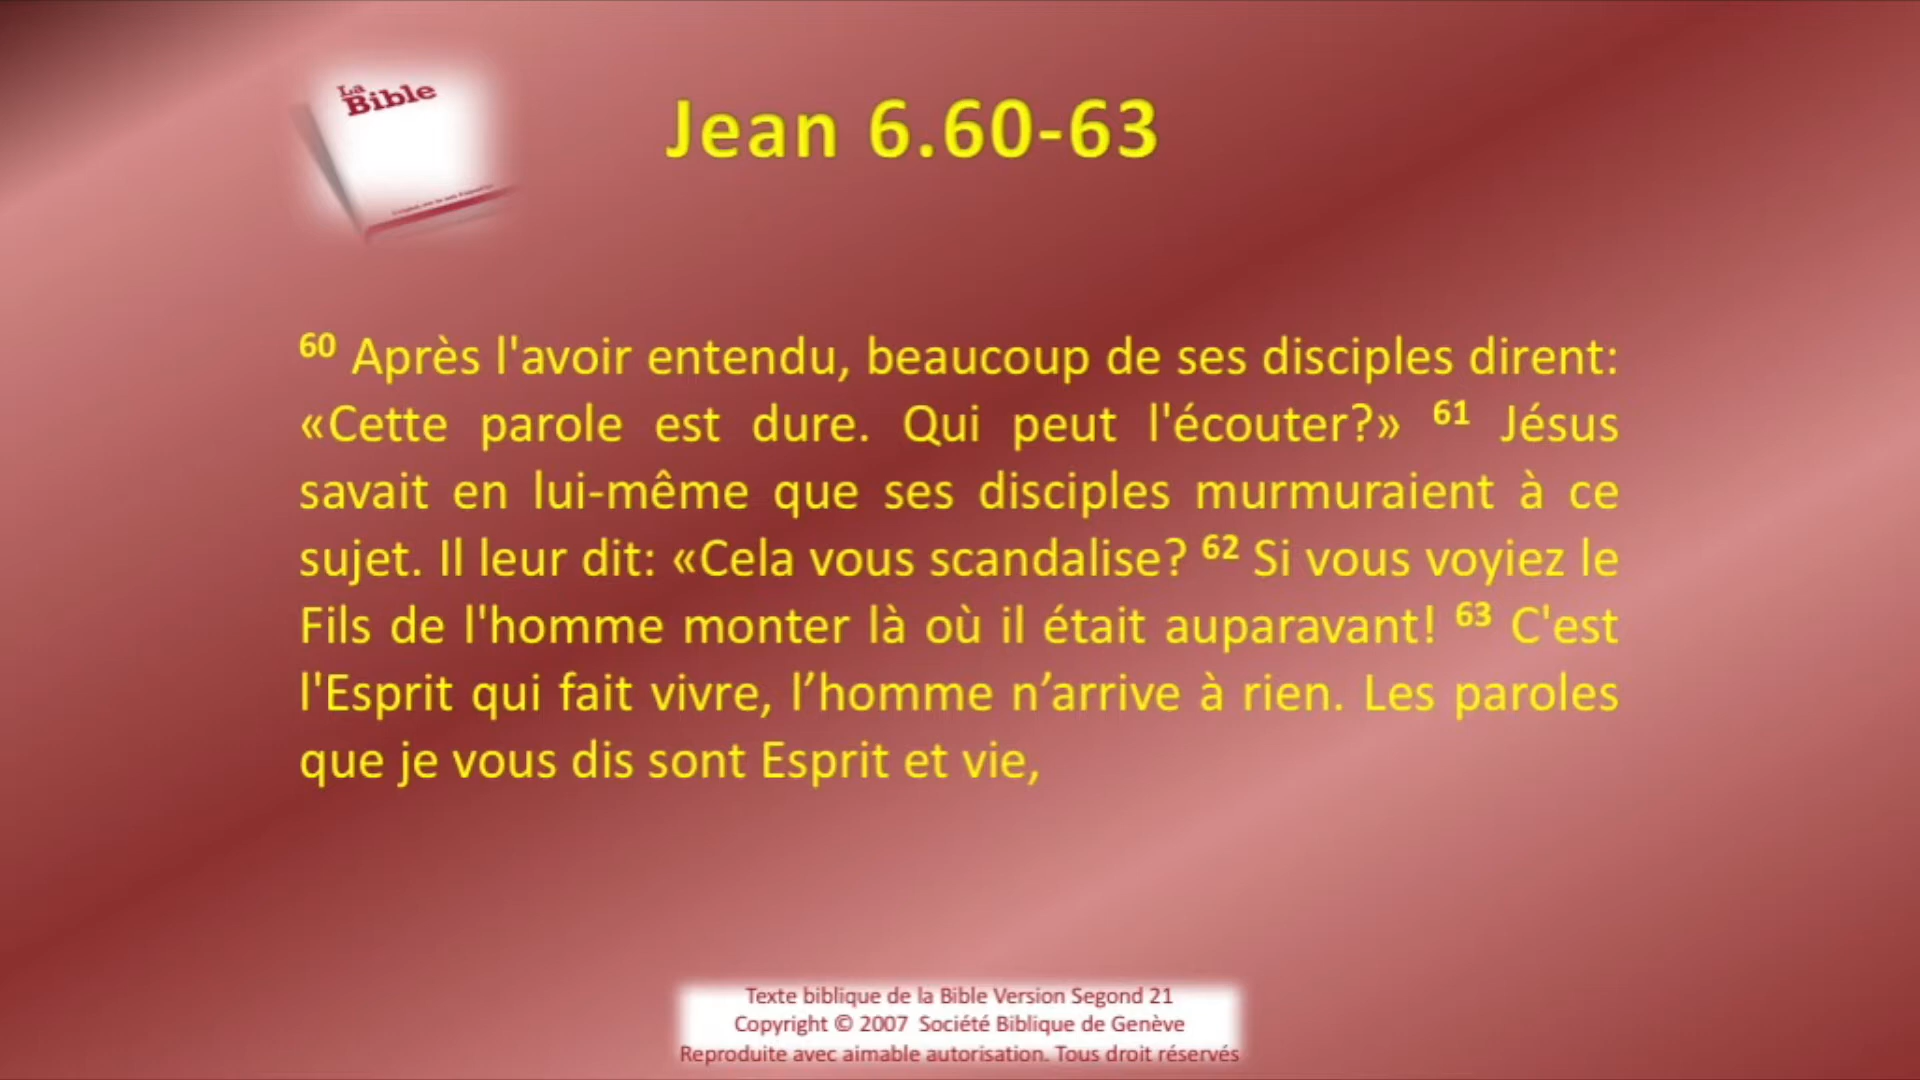 La
Bible
Jean 6.60-63
60 Après l'avoir entendu, beaucoup de ses disciples dirent:
«Cette parole est dure. Qui peut l'écouter?» 61 Jésus
savait en lui-même que ses disciples murmuraient à ce
sujet. Il leur dit: «Cela vous scandalise? 62 Si vous voyiez le
Fils de l'homme monter là où il était auparavant! 63 C'est
l'Esprit qui fait vivre, l’homme n’arrive à rien. Les paroles
que je vous dis sont Esprit et vie,
Texte biblique de la Bible Version Segond 21
Copyright © 2007 Société Biblique de Genève
Reproduite avec aimable autorisation. Tous droit réservés